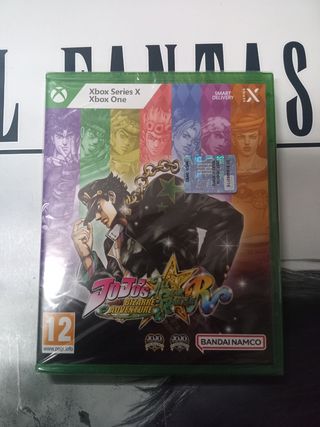 L FANTAS
Xbox Series X
Xbox One
SMART
DELIVERY
X
JOJO'S
BIZARRE
ADVENTURE
All Star
Battle R
12
www.pegi.info
BANDAI NAMCO